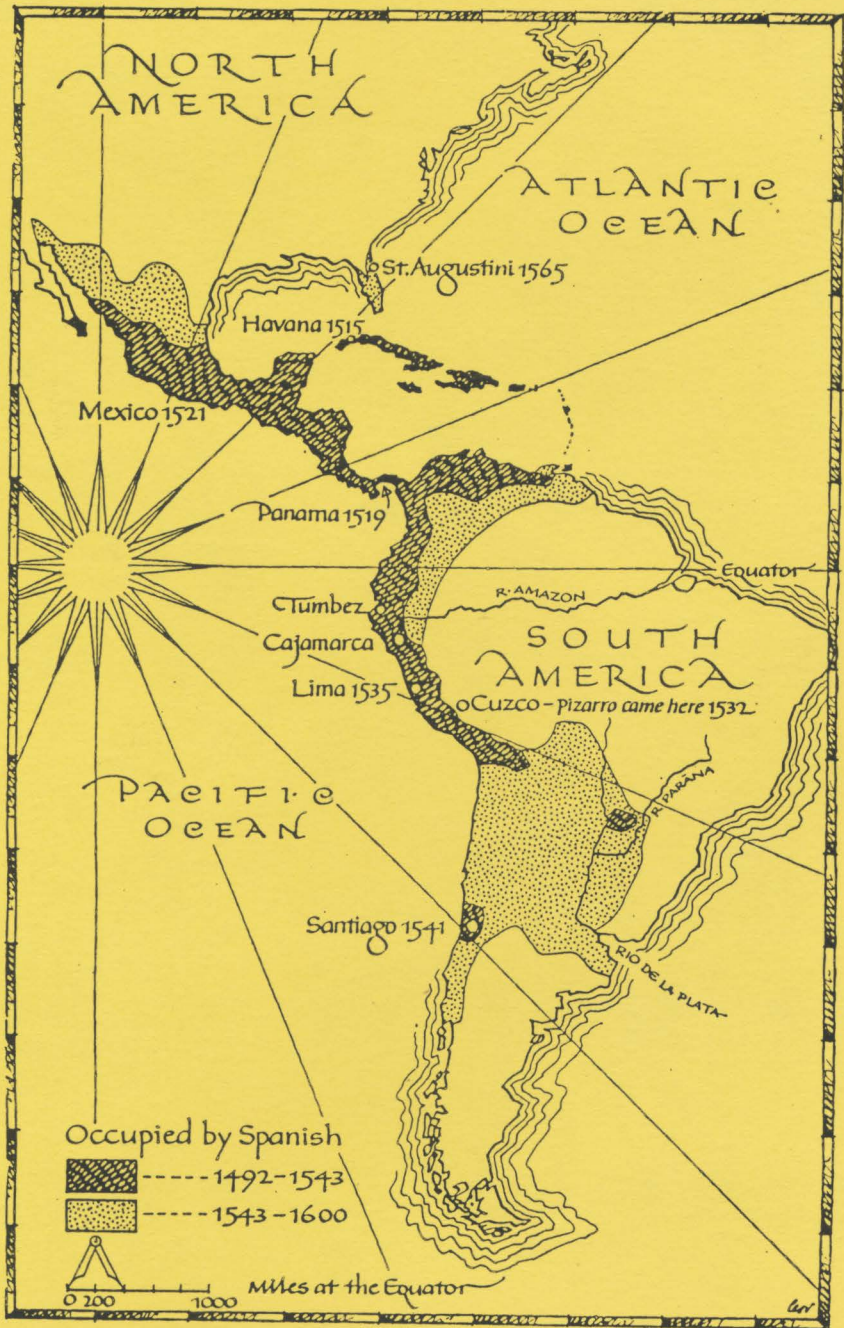 NORTH
AMERICA
ATLANTIC
OCEAN
St. Augustini 1565
Havana 1515
Mexico 1521
Panama 1519
Equator
R. AMAZON
Tumbez
Cajamarca
SOUTH
AMERICA
Lima 1535
Cuzco - Pizarro came here 1532
PACIFIC
OCEAN
R. PARANA
Santiago 1541
RIO DE LA PLATA
Occupied by Spanish
---- 1492-1543
---- 1543-1600
Miles at the Equator
0 200 1000